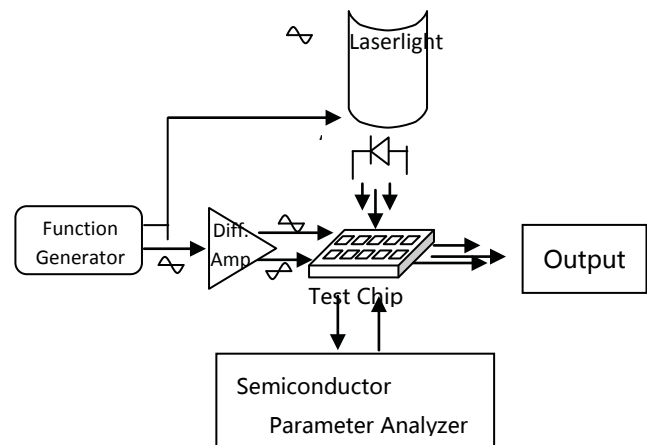 Laserlight
Function
Generator
Diff.
Amp
Test Chip
Output
Semiconductor
Parameter Analyzer